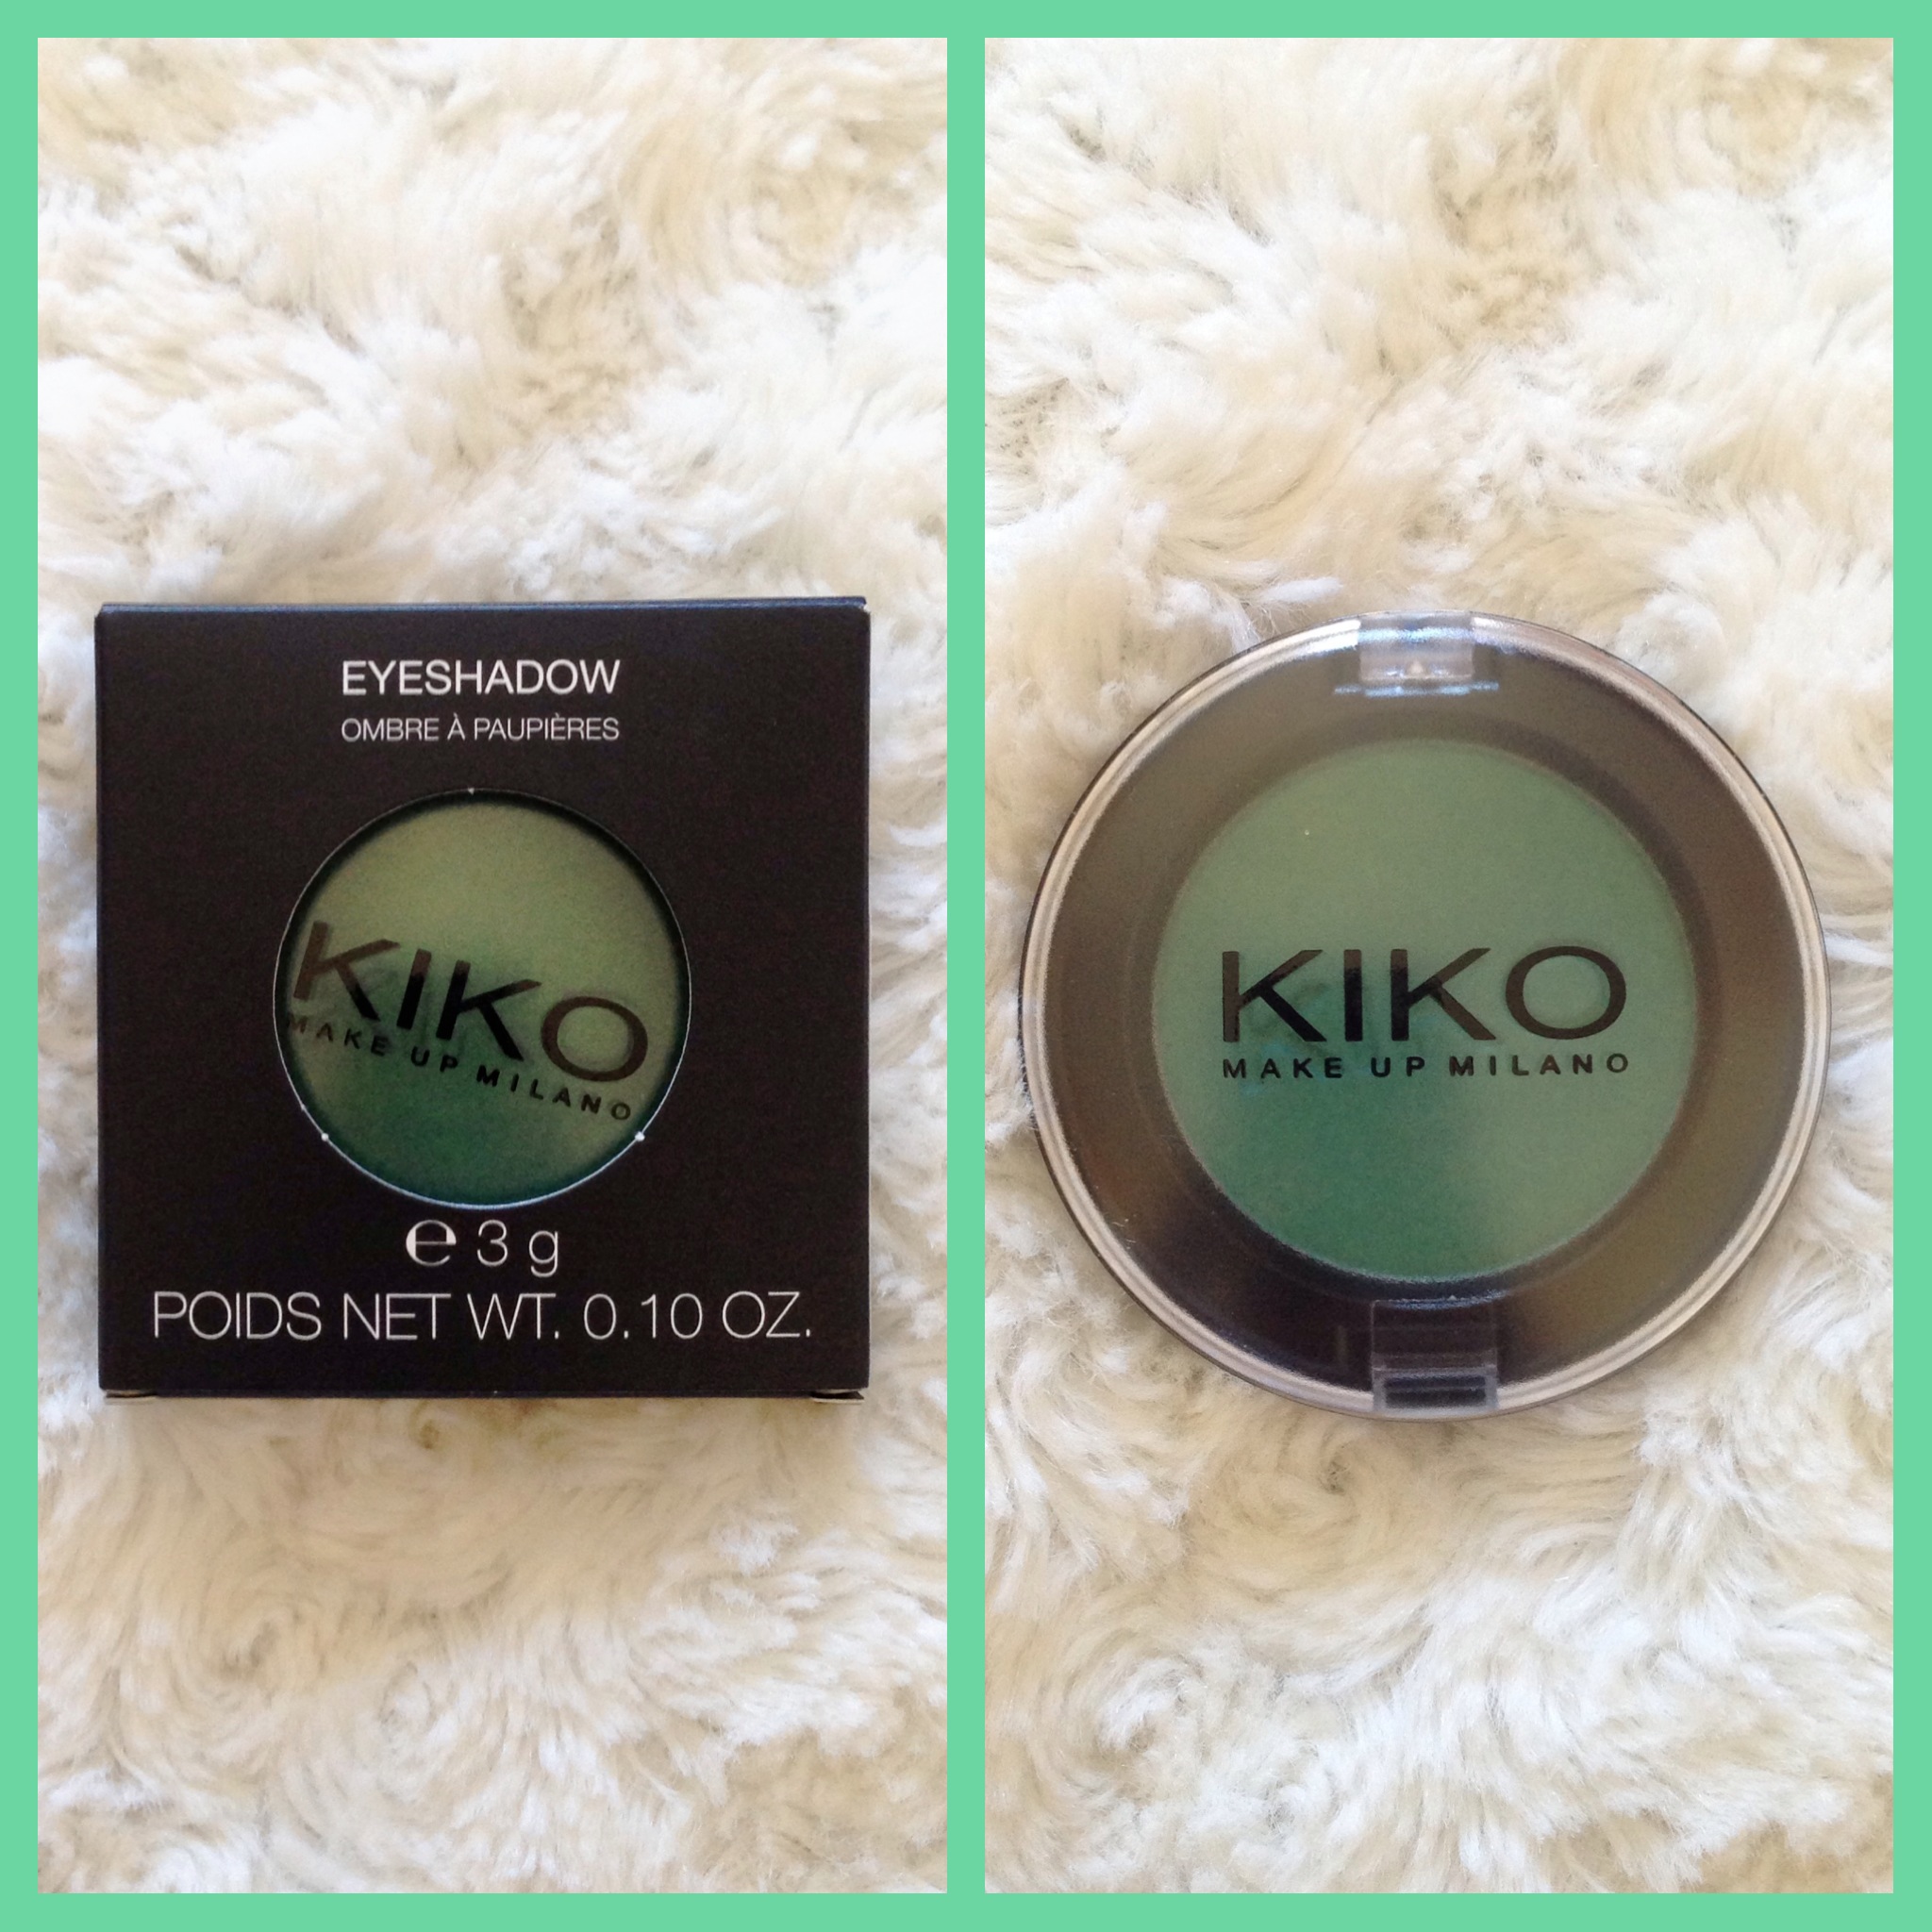 EYESHADOW
OMBRE À PAUPIÈRES
KIKO
MAKE UP MILANO
℮ 3 g
POIDS NET WT. 0.10 OZ.
KIKO
MAKE UP MILANO